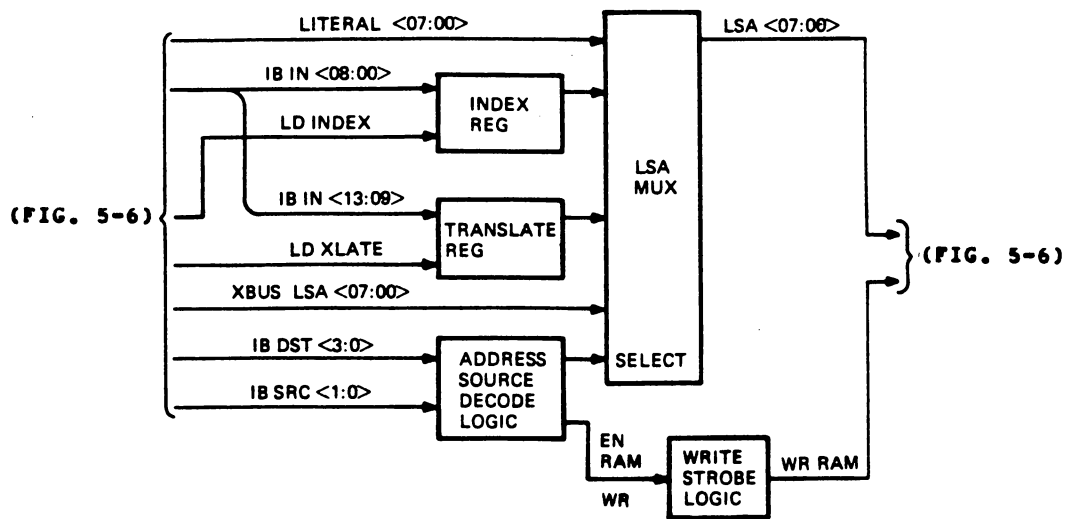 LITERAL <07:00>
LSA <07:00>
IB IN <08:00>
INDEX
REG
LD INDEX
LSA
MUX
IB IN <13:09>
(FIG. 5-6)
TRANSLATE
REG
(FIG. 5-6)
LD XLATE
XBUS LSA <07:00>
IB DST <3:0>
ADDRESS
SOURCE
DECODE
LOGIC
SELECT
IB SRC <1:0>
EN
RAM
WR
WRITE
STROBE
LOGIC
WR RAM